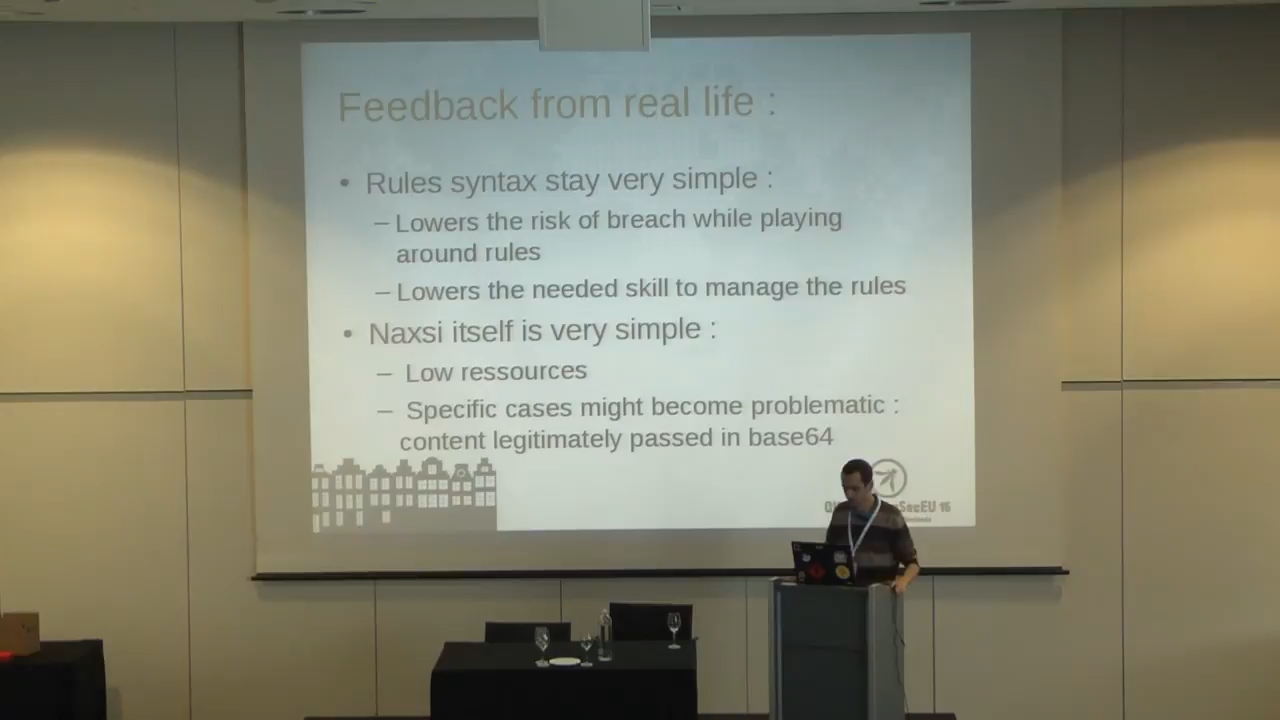 Feedback from real life :
• Rules syntax stay very simple :
– Lowers the risk of breach while playing
around rules
– Lowers the needed skill to manage the rules
• Naxsi itself is very simple :
– Low ressources
– Specific cases might become problematic :
content legitimately passed in base64
SecEU 15